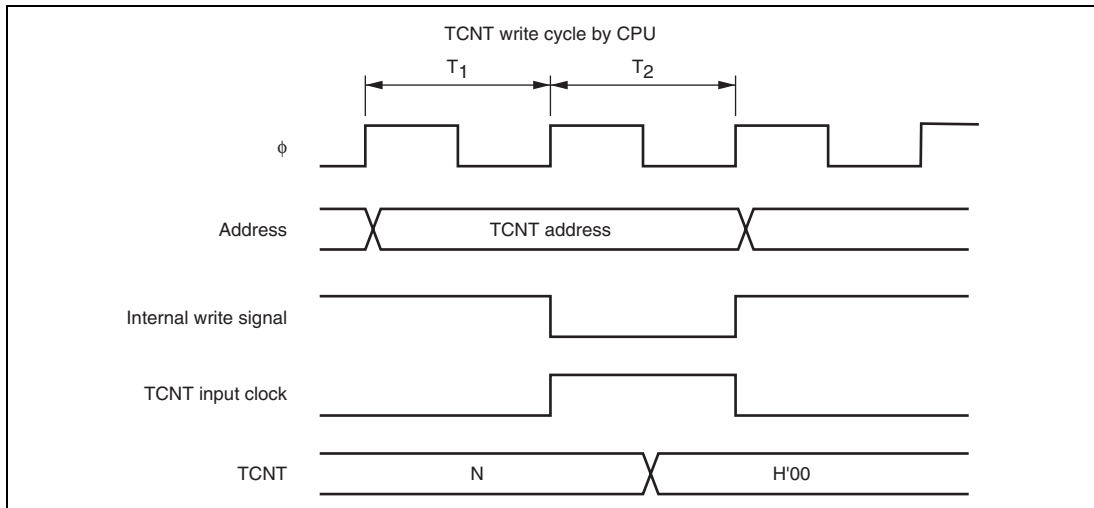 TCNT write cycle by CPU
T1 T2
ϕ
Address TCNT address
Internal write signal
TCNT input clock
TCNT N H'00